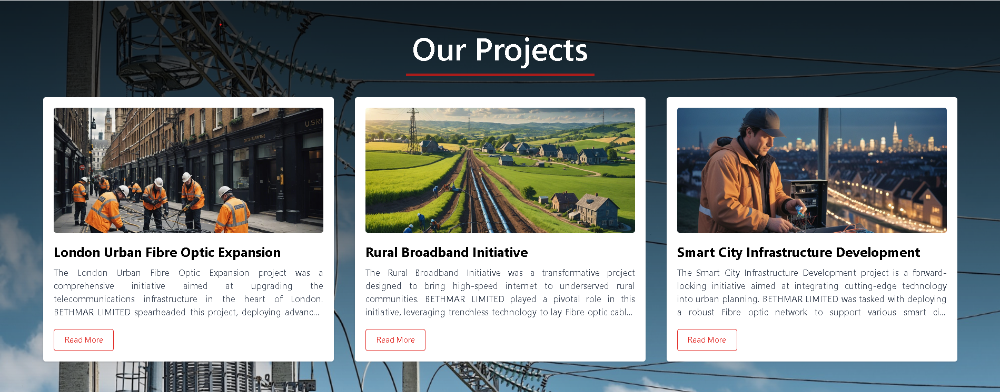 Our Projects
London Urban Fibre Optic Expansion
The London Urban Fibre Optic Expansion project was a
comprehensive initiative aimed at upgrading the
telecommunications infrastructure in the heart of London.
BETHMAR LIMITED spearheaded this project, deploying advanc...
Read More
Rural Broadband Initiative
The Rural Broadband Initiative was a transformative project
designed to bring high-speed internet to underserved rural
communities. BETHMAR LIMITED played a pivotal role in this
initiative, leveraging trenchless technology to lay Fibre optic cabl...
Read More
Smart City Infrastructure Development
The Smart City Infrastructure Development project is a forward-
looking initiative aimed at integrating cutting-edge technology
into urban planning. BETHMAR LIMITED was tasked with deploying
a robust Fibre optic network to support various smart ci...
Read More